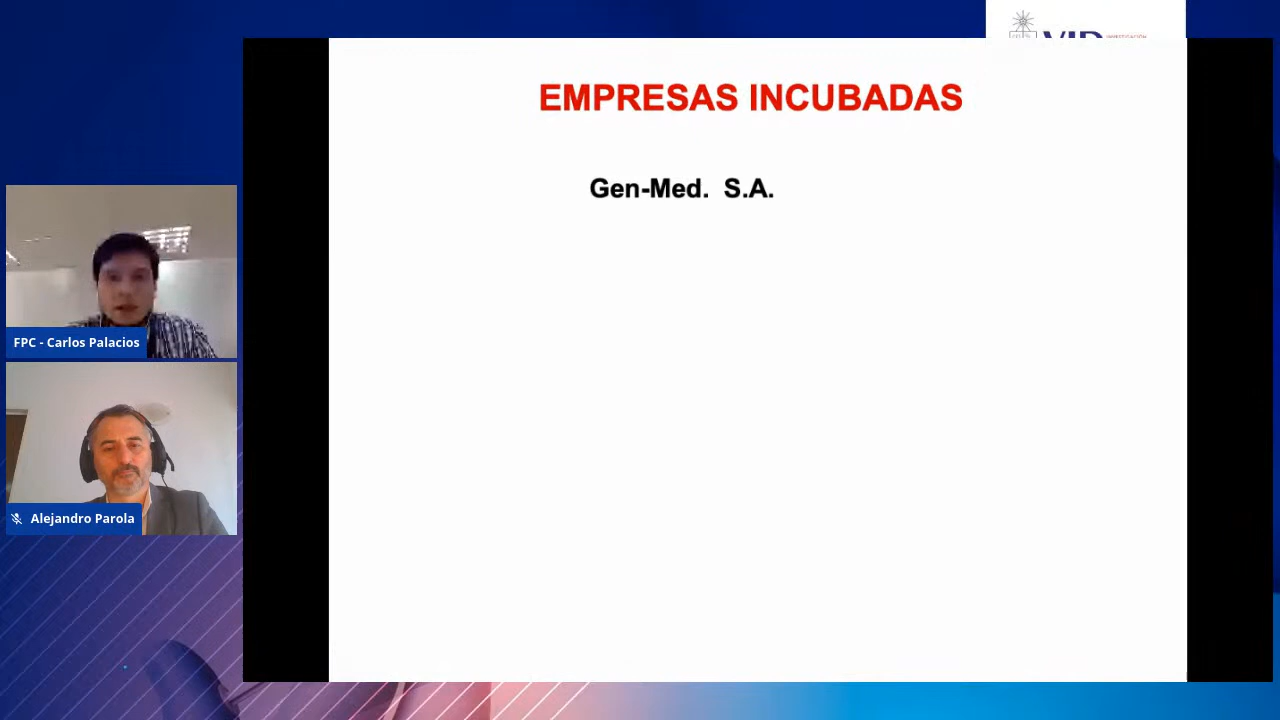 EMPRESAS INCUBADAS
Gen-Med. S.A.
FPC - Carlos Palacios
Alejandro Parola